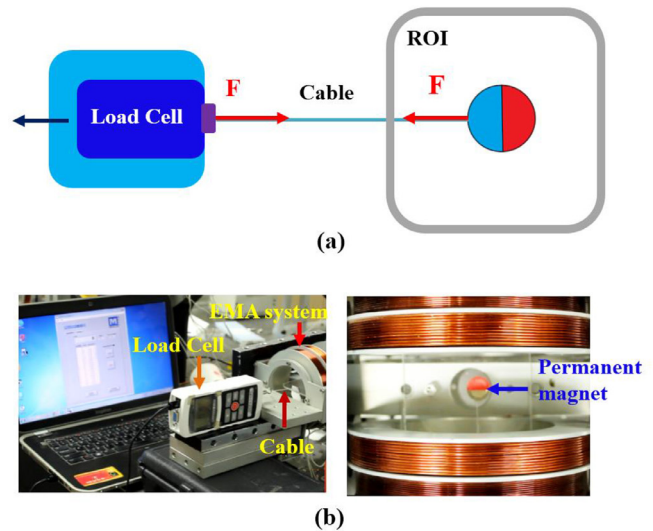 ROI
F
Cable
F
Load Cell
(a)
EMA system
Load Cell
Cable
Permanent
magnet
(b)